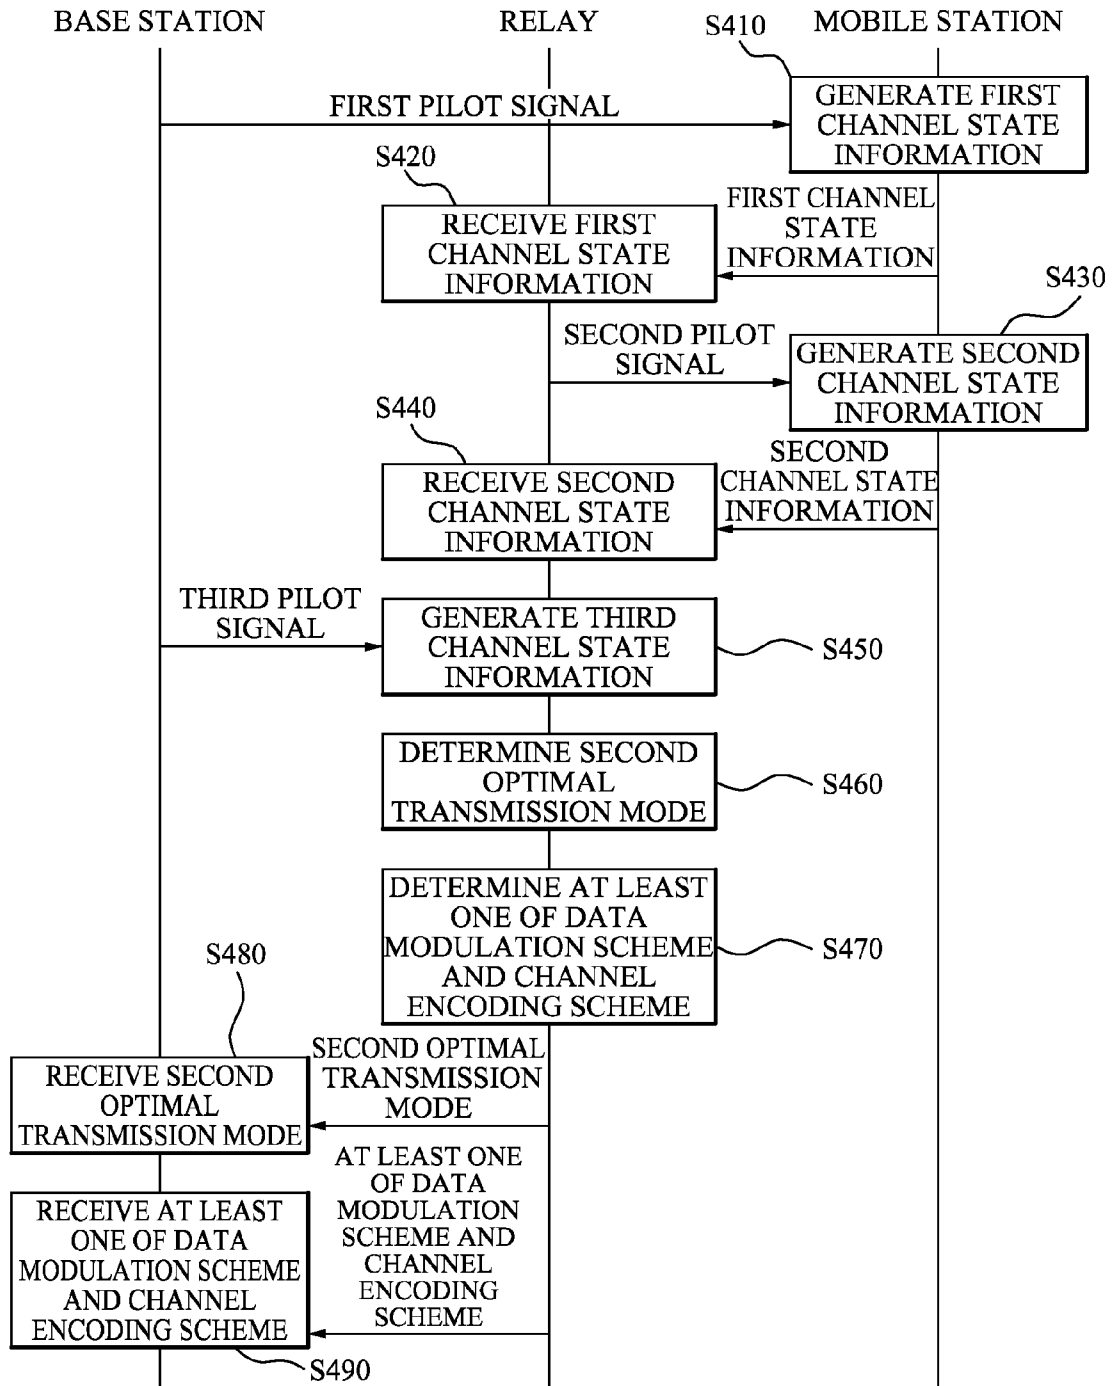 BASE STATION
RELAY
MOBILE STATION
S410
FIRST PILOT SIGNAL
GENERATE FIRST
CHANNEL STATE
INFORMATION
S420
RECEIVE FIRST
CHANNEL STATE
INFORMATION
FIRST CHANNEL
STATE
INFORMATION
S430
SECOND PILOT
SIGNAL
GENERATE SECOND
CHANNEL STATE
INFORMATION
S440
RECEIVE SECOND
CHANNEL STATE
INFORMATION
SECOND
CHANNEL STATE
INFORMATION
THIRD PILOT
SIGNAL
GENERATE THIRD
CHANNEL STATE
INFORMATION
S450
DETERMINE SECOND
OPTIMAL
TRANSMISSION MODE
S460
DETERMINE AT LEAST
ONE OF DATA
MODULATION SCHEME
AND CHANNEL
ENCODING SCHEME
S470
S480
RECEIVE SECOND
OPTIMAL
TRANSMISSION MODE
SECOND OPTIMAL
TRANSMISSION
MODE
RECEIVE AT LEAST
ONE OF DATA
MODULATION SCHEME
AND CHANNEL
ENCODING SCHEME
AT LEAST ONE
OF DATA
MODULATION
SCHEME AND
CHANNEL
ENCODING
SCHEME
S490